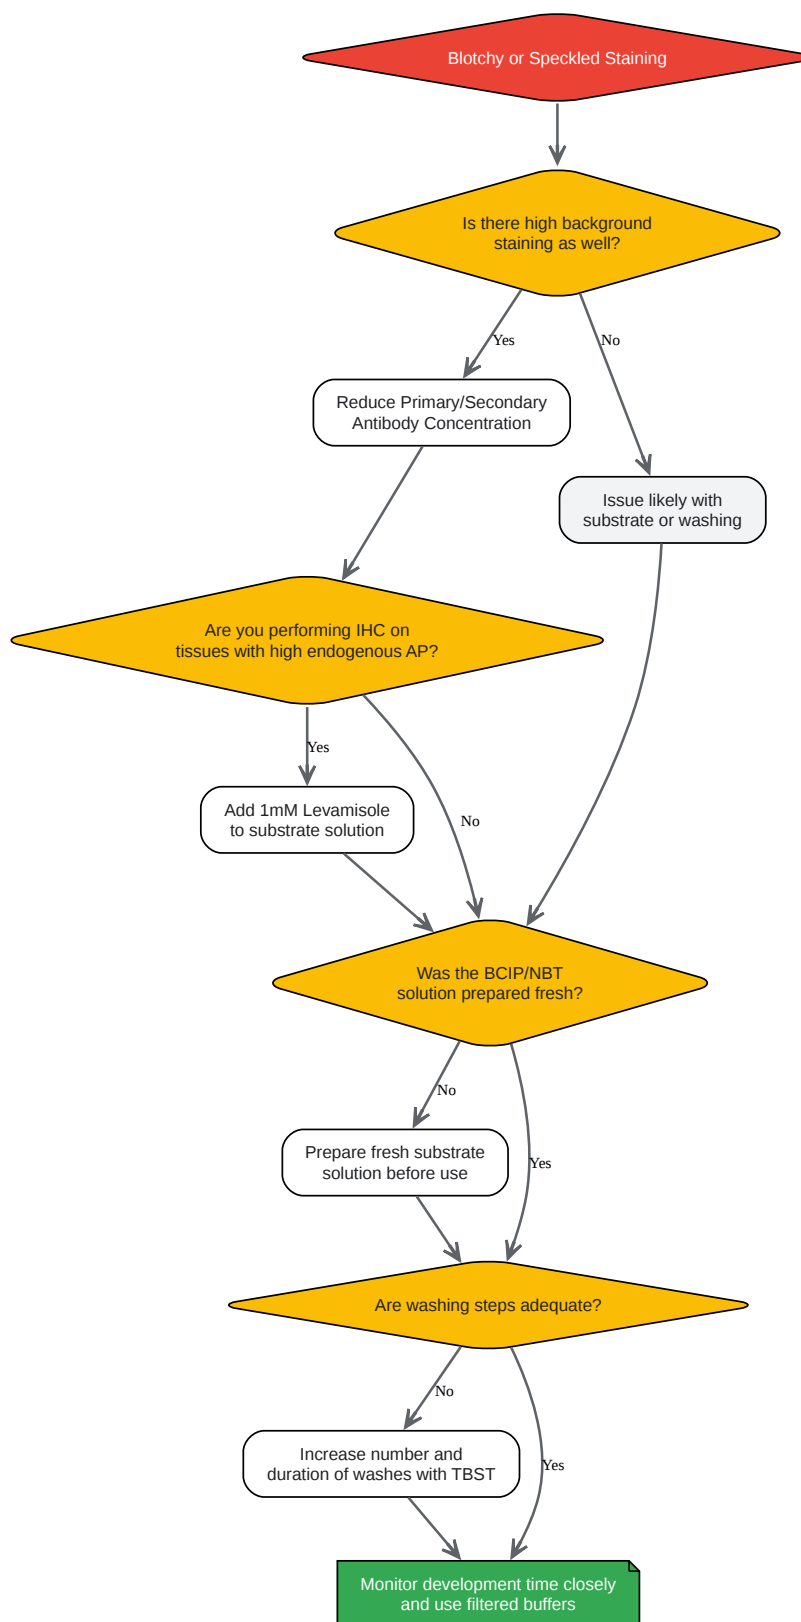 Blotchy or Speckled Staining
Is there high background
staining as well?
Yes
No
Reduce Primary/Secondary
Antibody Concentration
Issue likely with
substrate or washing
Are you performing IHC on
tissues with high endogenous AP?
Yes
Add 1mM Levamisole
to substrate solution
No
Was the BCIP/NBT
solution prepared fresh?
No
Prepare fresh substrate
solution before use
Yes
Are washing steps adequate?
No
Increase number and
duration of washes with TBST
Yes
Monitor development time closely
and use filtered buffers